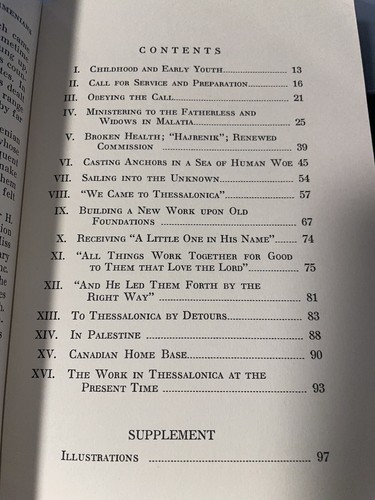 MENIANS
CONTENTS
I. Childhood and Early Youth 13
II. Call for Service and Preparation 16
III. Obeying the Call 21
IV. Ministering to the Fatherless and
Widows in Malatia 25
V. Broken Health; "Hajrenik"; Renewed
Commission 39
VI. Casting Anchors in a Sea of Human Woe 45
VII. Sailing into the Unknown 54
VIII. "We Came to Thessalonica" 57
IX. Building a New Work upon Old
Foundations 67
X. Receiving "A Little One in His Name" 74
XI. "All Things Work Together for Good
to Them that Love the Lord" 75
XII. "And He Led Them Forth by the
Right Way" 81
XIII. To Thessalonica by Detours 83
XIV. In Palestine 88
XV. Canadian Home Base 90
XVI. The Work in Thessalonica at the
Present Time 93
SUPPLEMENT
Illustrations 97